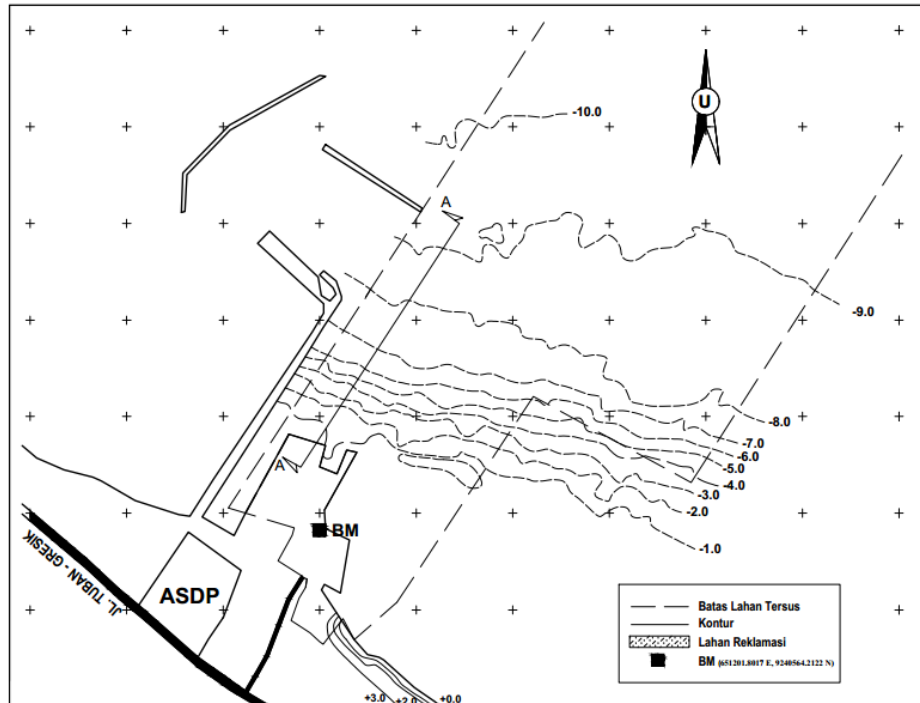 -10.0
U
A
-9.0
-8.0
-7.0
-6.0
-5.0
-4.0
-3.0
-2.0
-1.0
A
BM
JL. TUBAN - GRESIK
ASDP
+3.0
+2.0
+0.0
Batas Lahan Tersus
Kontur
Lahan Reklamasi
BM (651201.8017 E, 9240564.2122 N)